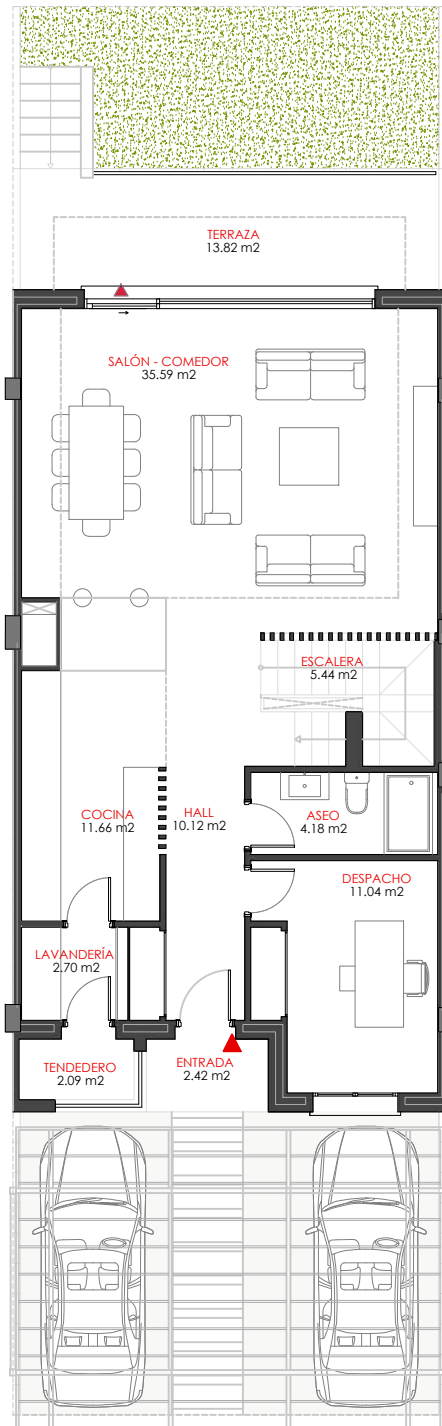 TERRAZA
13.82 m2
SALÓN - COMEDOR
35.59 m2
ESCALERA
5.44 m2
COCINA
11.66 m2
HALL
10.12 m2
ASEO
4.18 m2
DESPACHO
11.04 m2
LAVANDERÍA
2.70 m2
TENDEDERO
2.09 m2
ENTRADA
2.42 m2